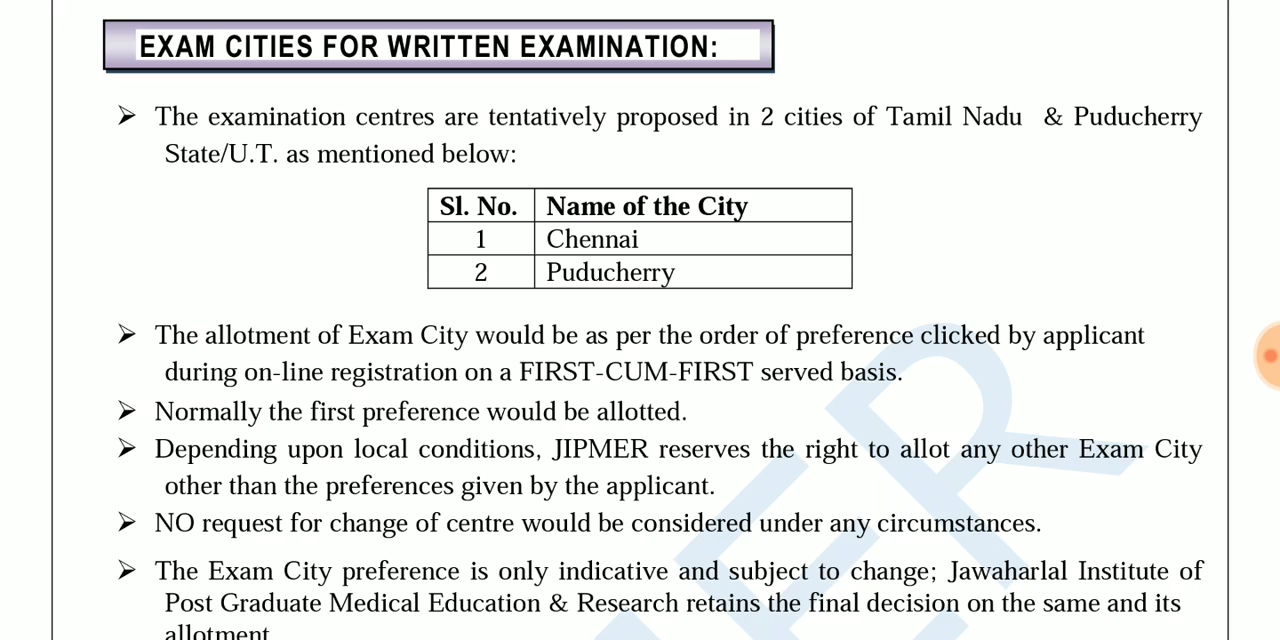 EXAM CITIES FOR WRITTEN EXAMINATION:
➢ The examination centres are tentatively proposed in 2 cities of Tamil Nadu & Puducherry
State/U.T. as mentioned below:
Sl. No. Name of the City
1 Chennai
2 Puducherry
➢ The allotment of Exam City would be as per the order of preference clicked by applicant
during on-line registration on a FIRST-CUM-FIRST served basis.
➢ Normally the first preference would be allotted.
➢ Depending upon local conditions, JIPMER reserves the right to allot any other Exam City
other than the preferences given by the applicant.
➢ NO request for change of centre would be considered under any circumstances.
➢ The Exam City preference is only indicative and subject to change; Jawaharlal Institute of
Post Graduate Medical Education & Research retains the final decision on the same and its
allotment